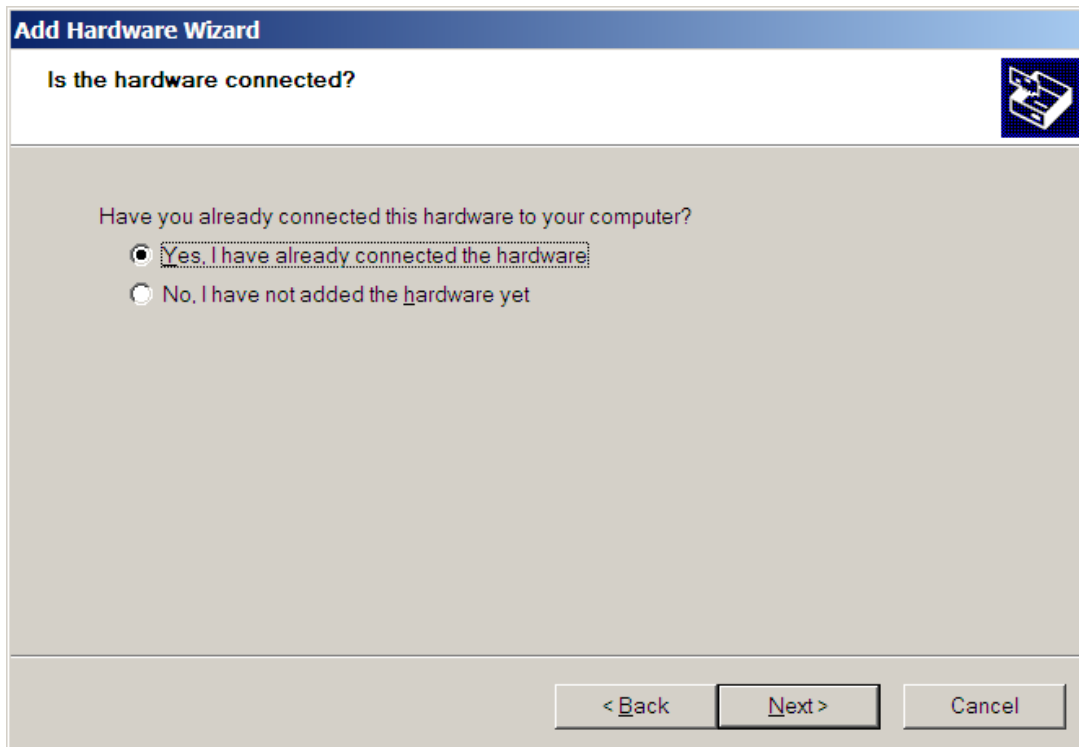 Add Hardware Wizard
Is the hardware connected?
Have you already connected this hardware to your computer?
Yes, I have already connected the hardware
No, I have not added the hardware yet
< Back Next > Cancel